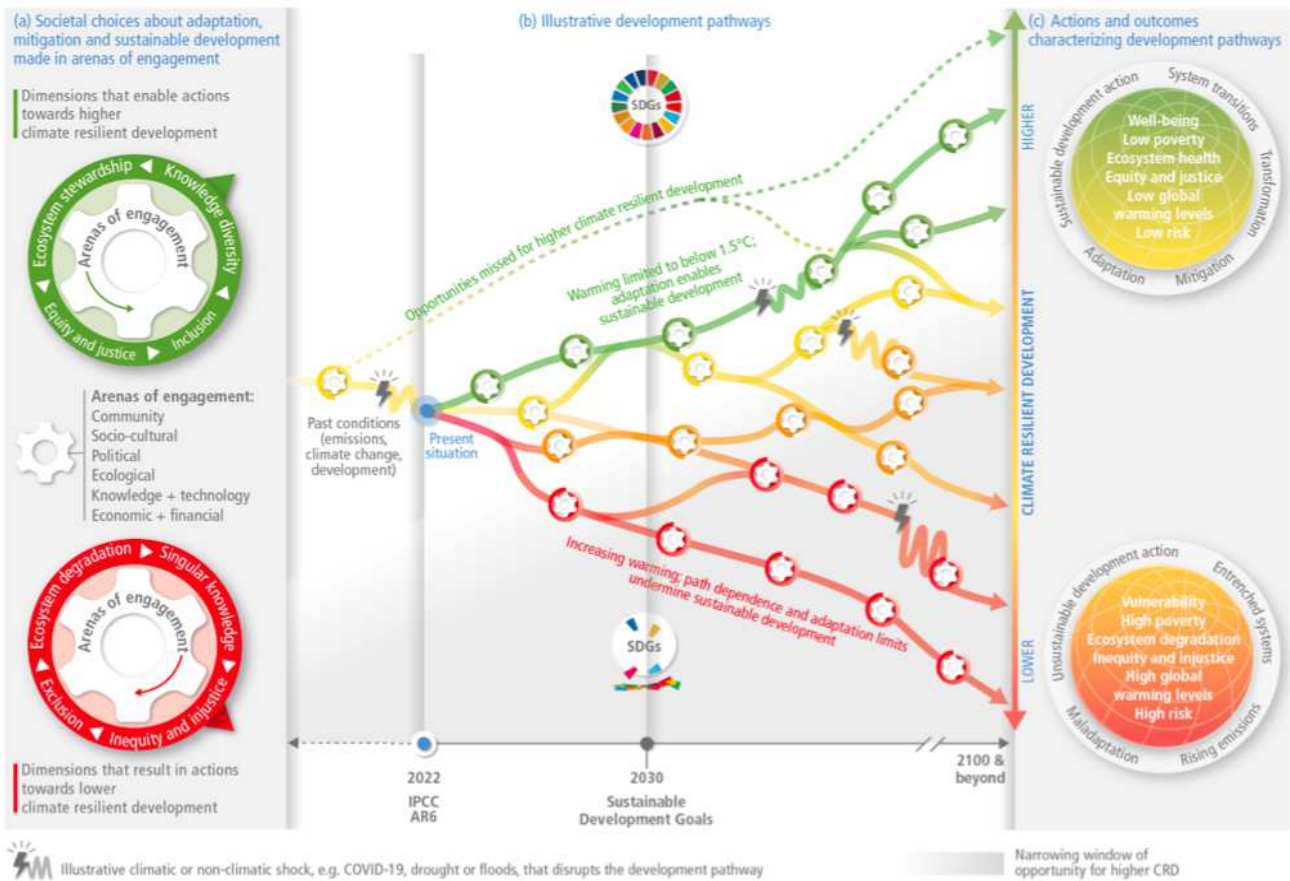 (a) Societal choices about adaptation,
mitigation and sustainable development
made in arenas of engagement
Dimensions that enable actions
towards higher
climate resilient development
Ecosystem stewardship
Knowledge diversity
Equity and justice
Inclusion
Arenas of engagement
Arenas of engagement:
Community
Socio-cultural
Political
Ecological
Knowledge + technology
Economic + financial
Ecosystem degradation
Singular knowledge
Exclusion
Inequity and injustice
Arenas of engagement
Dimensions that result in actions
towards lower
climate resilient development
(b) Illustrative development pathways
SDGs
Opportunities missed for higher climate resilient development
Warming limited to below 1.5°C;
adaptation enables
sustainable development
Past conditions
(emissions,
climate change,
development)
Present
situation
Increasing warming; path dependence and adaptation limits
undermine sustainable development
SDGs
2022
IPCC
AR6
2030
Sustainable
Development Goals
2100 &
beyond
HIGHER
CLIMATE RESILIENT DEVELOPMENT
LOWER
(c) Actions and outcomes
characterizing development pathways
Sustainable development action
System transitions
Transformation
Mitigation
Adaptation
Well-being
Low poverty
Ecosystem health
Equity and justice
Low global
warming levels
Low risk
Unsustainable development action
Entrenched systems
Rising emissions
Maladaptation
Vulnerability
High poverty
Ecosystem degradation
Inequity and injustice
High global
warming levels
High risk
Illustrative climatic or non-climatic shock, e.g. COVID-19, drought or floods, that disrupts the development pathway
Narrowing window of
opportunity for higher CRD